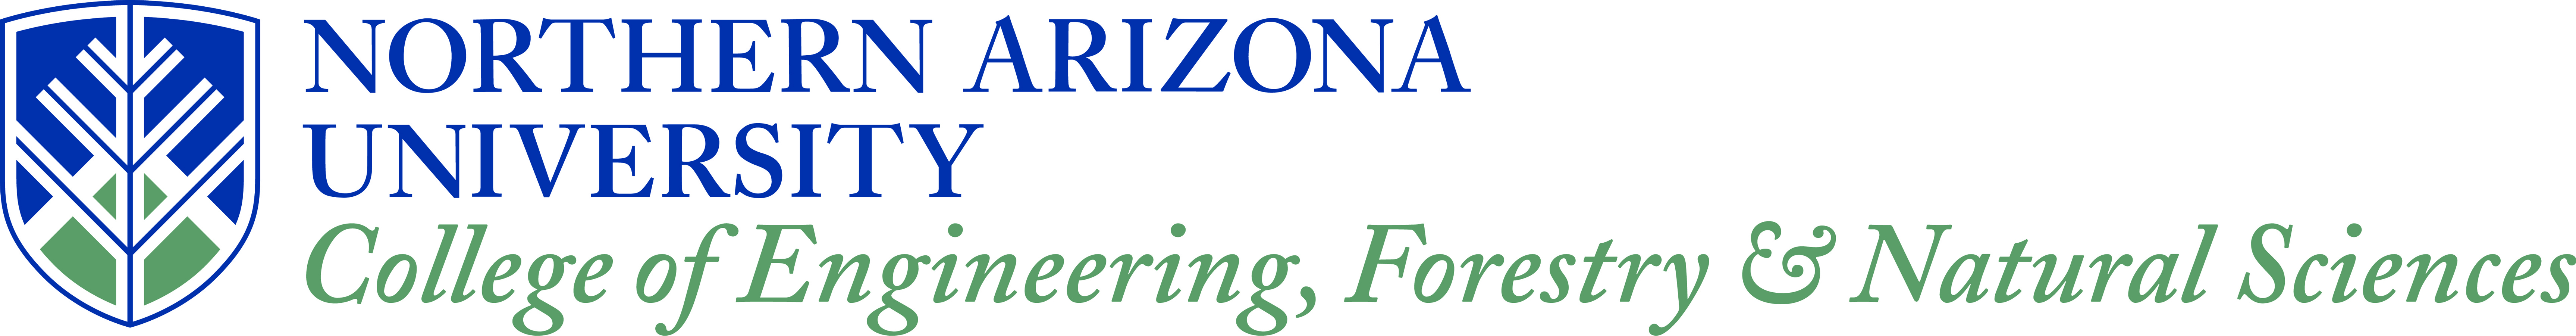 NORTHERN ARIZONA
UNIVERSITY
College of Engineering, Forestry & Natural Sciences